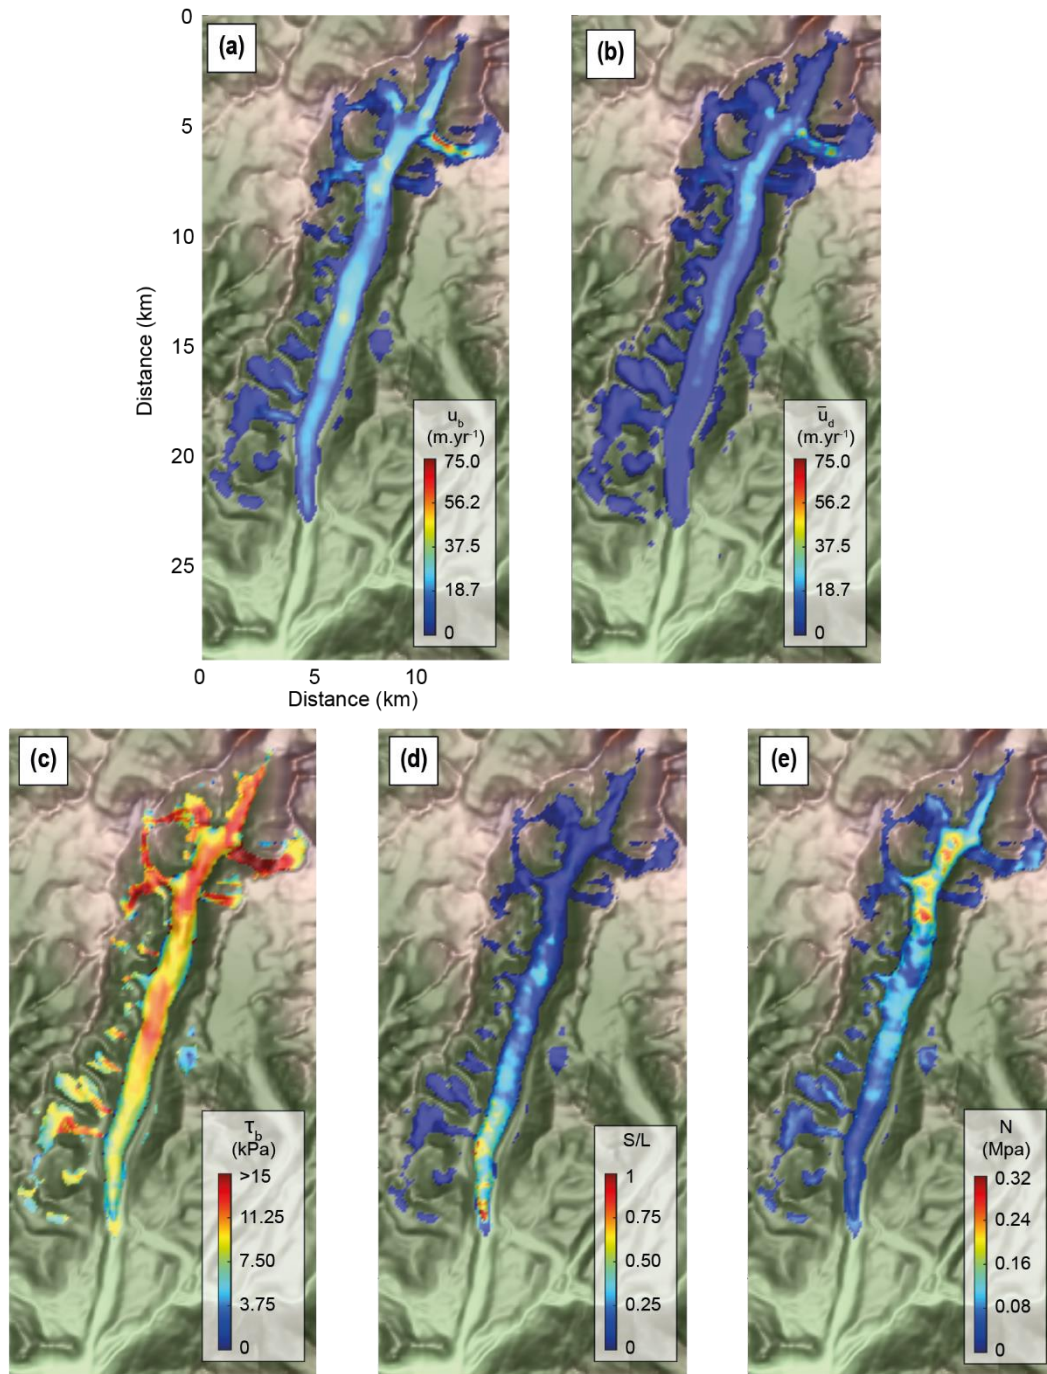 (a)
(b)
0
5
10
15
20
25
Distance (km)
u_b
(m.yr⁻¹)
75.0
56.2
37.5
18.7
0
ū_d
(m.yr⁻¹)
75.0
56.2
37.5
18.7
0
0
5
10
Distance (km)
(c)
(d)
(e)
τ_b
(kPa)
>15
11.25
7.50
3.75
0
S/L
1
0.75
0.50
0.25
0
N
(Mpa)
0.32
0.24
0.16
0.08
0